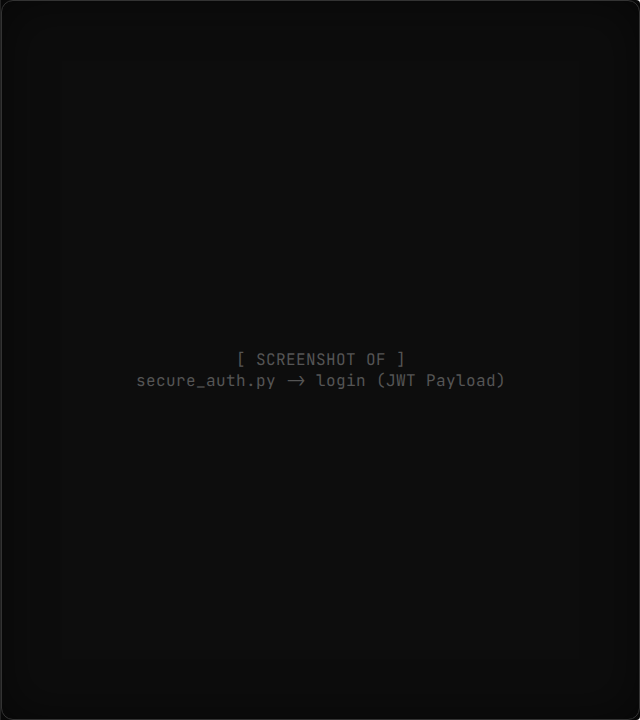 [ SCREENSHOT OF ]
secure_auth.py → login (JWT Payload)